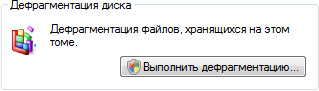 Дефрагментация диска
Дефрагментация файлов, хранящихся на этом
томе.
Выполнить дефрагментацию...